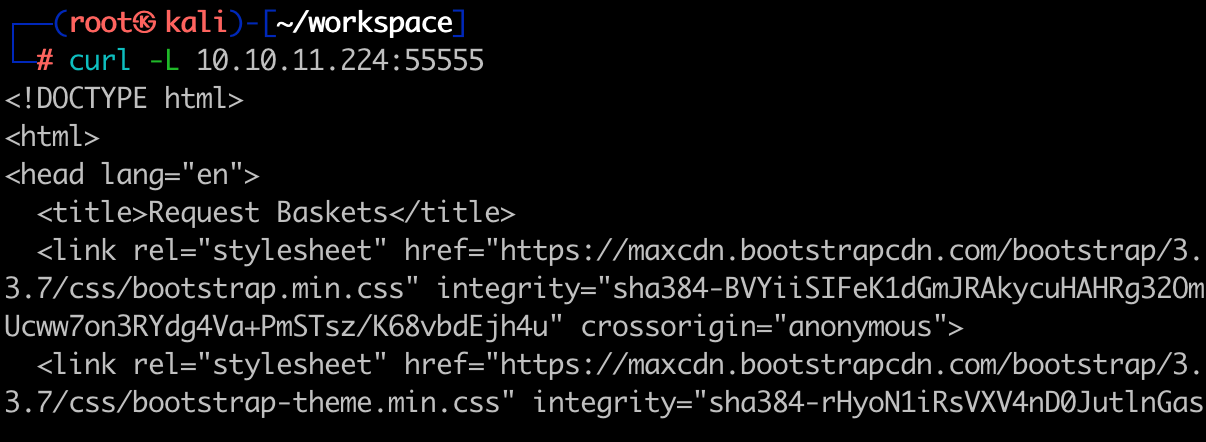 ┌──(root㉿kali)-[~/workspace]
└─# curl -L 10.10.11.224:55555
<!DOCTYPE html>
<html>
<head lang="en">
  <title>Request Baskets</title>
  <link rel="stylesheet" href="https://maxcdn.bootstrapcdn.com/bootstrap/3.
3.7/css/bootstrap.min.css" integrity="sha384-BVYiiSIFeK1dGmJRAkycuHAHRg32Om
Ucww7on3RYdg4Va+PmSTsz/K68vbdEjh4u" crossorigin="anonymous">
  <link rel="stylesheet" href="https://maxcdn.bootstrapcdn.com/bootstrap/3.
3.7/css/bootstrap-theme.min.css" integrity="sha384-rHyoN1iRsVXV4nD0JutlnGas